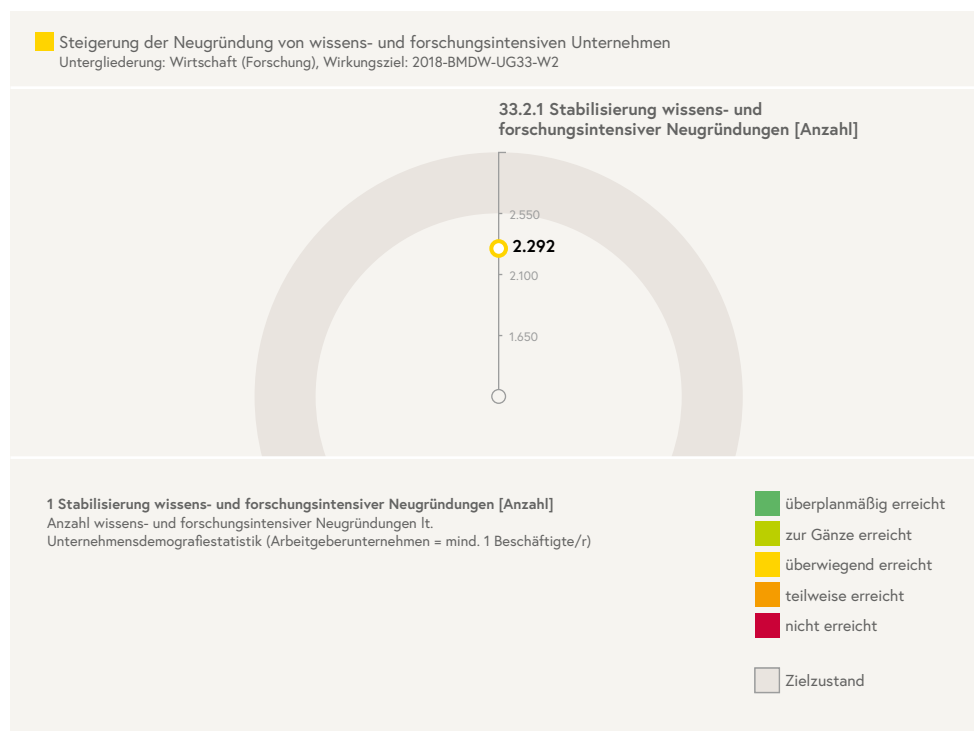 Steigerung der Neugründung von wissens- und forschungsintensiven Unternehmen
Untergliederung: Wirtschaft (Forschung), Wirkungsziel: 2018-BMDW-UG33-W2
33.2.1 Stabilisierung wissens- und
forschungsintensiver Neugründungen [Anzahl]
2.550
2.292
2.100
1.650
1 Stabilisierung wissens- und forschungsintensiver Neugründungen [Anzahl]
Anzahl wissens- und forschungsintensiver Neugründungen lt.
Unternehmensdemografiestatistik (Arbeitgeberunternehmen = mind. 1 Beschäftigte/r)
überplanmäßig erreicht
zur Gänze erreicht
überwiegend erreicht
teilweise erreicht
nicht erreicht
Zielzustand